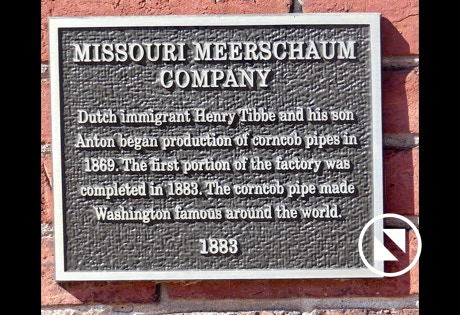 MISSOURI MEERSCHAUM
COMPANY
Dutch immigrant Henry Tibbe and his son
Anton began production of corncob pipes in
1869. The first portion of the factory was
completed in 1883. The corncob pipe made
Washington famous around the world.
1883